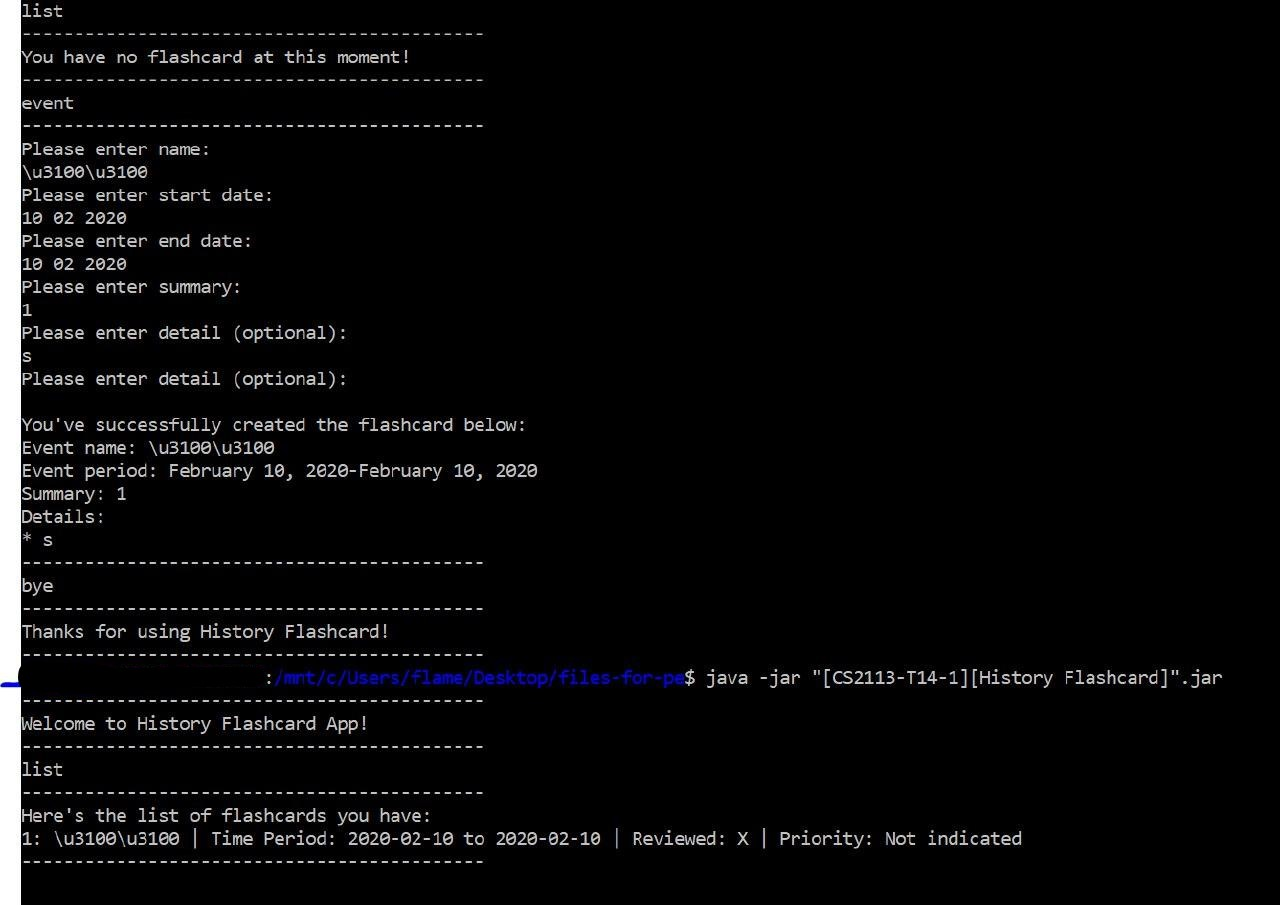 list
--------------------------------------------
You have no flashcard at this moment!
--------------------------------------------
event
--------------------------------------------
Please enter name:
\u3100\u3100
Please enter start date:
10 02 2020
Please enter end date:
10 02 2020
Please enter summary:
1
Please enter detail (optional):
s
Please enter detail (optional):
You've successfully created the flashcard below:
Event name: \u3100\u3100
Event period: February 10, 2020-February 10, 2020
Summary: 1
Details:
* s
--------------------------------------------
bye
--------------------------------------------
Thanks for using History Flashcard!
--------------------------------------------
:/mnt/c/Users/flame/Desktop/files-for-pe$ java -jar "[CS2113-T14-1][History Flashcard]".jar
--------------------------------------------
Welcome to History Flashcard App!
--------------------------------------------
list
--------------------------------------------
Here's the list of flashcards you have:
1: \u3100\u3100 | Time Period: 2020-02-10 to 2020-02-10 | Reviewed: X | Priority: Not indicated
--------------------------------------------